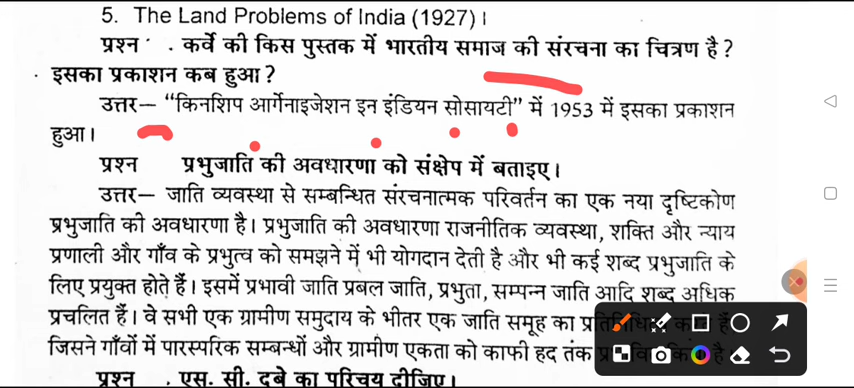 5. The Land Problems of India (1927)।
प्रश्न . कर्वे की किस पुस्तक में भारतीय समाज की संरचना का चित्रण है?
इसका प्रकाशन कब हुआ?
उत्तर— “किनशिप आर्गेनाइजेशन इन इंडियन सोसायटी” में 1953 में इसका प्रकाशन
हुआ।
प्रश्न प्रभुजाति की अवधारणा को संक्षेप में बताइए।
उत्तर— जाति व्यवस्था से सम्बन्धित संरचनात्मक परिवर्तन का एक नया दृष्टिकोण
प्रभुजाति की अवधारणा है। प्रभुजाति की अवधारणा राजनीतिक व्यवस्था, शक्ति और न्याय
प्रणाली और गाँव के प्रभुत्व को समझने में भी योगदान देती है और भी कई शब्द प्रभुजाति के
लिए प्रयुक्त होते हैं। इसमें प्रभावी जाति प्रबल जाति, प्रभुता, सम्पन्न जाति आदि शब्द अधिक
प्रचलित हैं। वे सभी एक ग्रामीण समुदाय के भीतर एक जाति समूह का
जिसने गाँवों में पारस्परिक सम्बन्धों और ग्रामीण एकता को काफी हद तक
प्रश्न . एस. सी. दुबे का परिचय दीजिए।